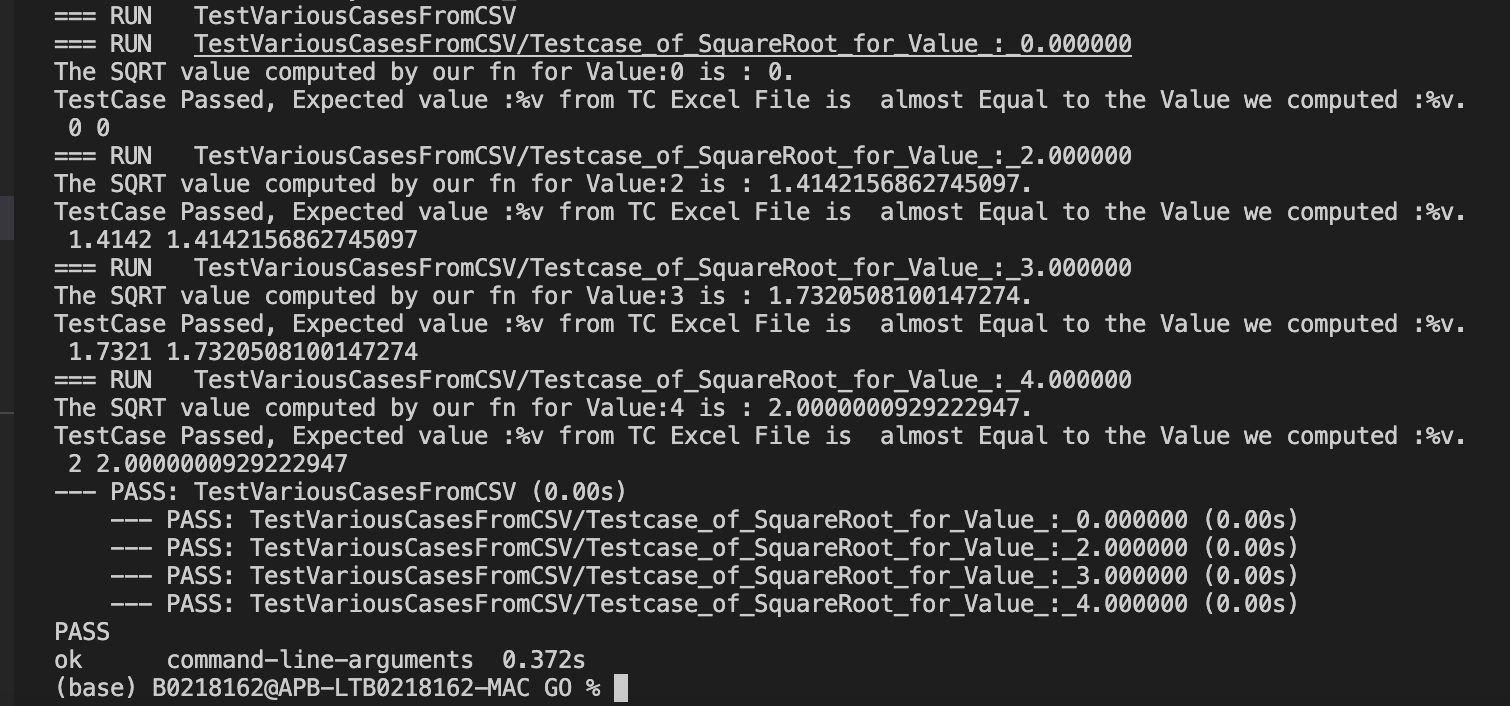 === RUN   TestVariousCasesFromCSV
=== RUN   TestVariousCasesFromCSV/Testcase_of_SquareRoot_for_Value_:_0.000000
The SQRT value computed by our fn for Value:0 is : 0.
TestCase Passed, Expected value :%v from TC Excel File is  almost Equal to the Value we computed :%v.
 0 0
=== RUN   TestVariousCasesFromCSV/Testcase_of_SquareRoot_for_Value_:_2.000000
The SQRT value computed by our fn for Value:2 is : 1.4142156862745097.
TestCase Passed, Expected value :%v from TC Excel File is  almost Equal to the Value we computed :%v.
 1.4142 1.4142156862745097
=== RUN   TestVariousCasesFromCSV/Testcase_of_SquareRoot_for_Value_:_3.000000
The SQRT value computed by our fn for Value:3 is : 1.7320508100147274.
TestCase Passed, Expected value :%v from TC Excel File is  almost Equal to the Value we computed :%v.
 1.7321 1.7320508100147274
=== RUN   TestVariousCasesFromCSV/Testcase_of_SquareRoot_for_Value_:_4.000000
The SQRT value computed by our fn for Value:4 is : 2.0000000929222947.
TestCase Passed, Expected value :%v from TC Excel File is  almost Equal to the Value we computed :%v.
 2 2.0000000929222947
--- PASS: TestVariousCasesFromCSV (0.00s)
    --- PASS: TestVariousCasesFromCSV/Testcase_of_SquareRoot_for_Value_:_0.000000 (0.00s)
    --- PASS: TestVariousCasesFromCSV/Testcase_of_SquareRoot_for_Value_:_2.000000 (0.00s)
    --- PASS: TestVariousCasesFromCSV/Testcase_of_SquareRoot_for_Value_:_3.000000 (0.00s)
    --- PASS: TestVariousCasesFromCSV/Testcase_of_SquareRoot_for_Value_:_4.000000 (0.00s)
PASS
ok      command-line-arguments  0.372s
(base) B0218162@APB-LTB0218162-MAC GO %